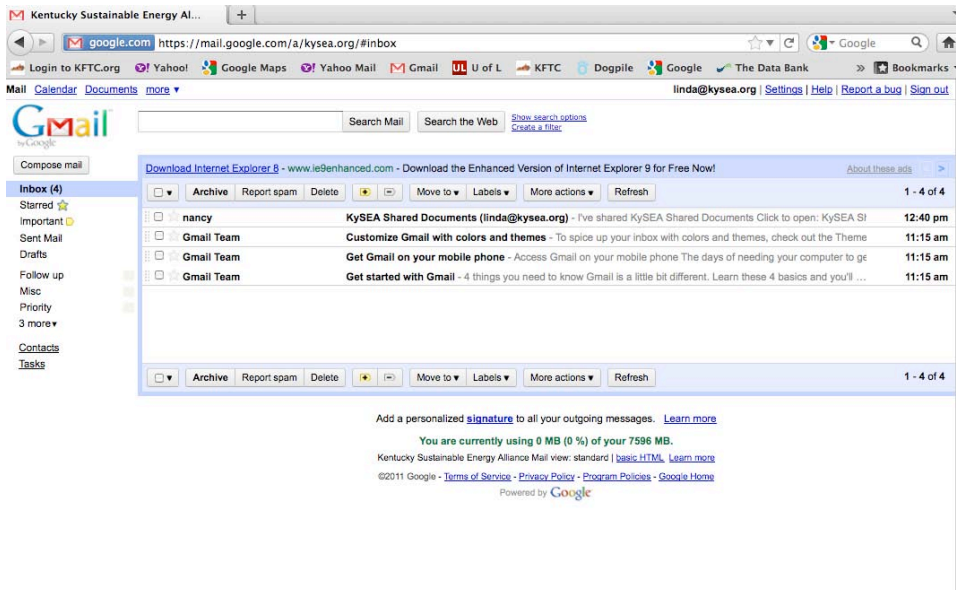 Kentucky Sustainable Energy Al...
google.com https://mail.google.com/a/kysea.org/#inbox
Google
Login to KFTC.org Yahoo! Google Maps Yahoo Mail Gmail UL U of L KFTC Dogpile Google The Data Bank » Bookmarks
Mail Calendar Documents more ▾ linda@kysea.org | Settings | Help | Report a bug | Sign out
Gmail
by Google
Search Mail Search the Web Show search options
Create a filter
Compose mail
Download Internet Explorer 8 - www.ie9enhanced.com - Download the Enhanced Version of Internet Explorer 9 for Free Now! About these ads >
Inbox (4)
Starred
Important
Sent Mail
Drafts
Follow up
Misc
Priority
3 more▾
Contacts
Tasks
Archive Report spam Delete Move to ▾ Labels ▾ More actions ▾ Refresh 1 - 4 of 4
nancy KySEA Shared Documents (linda@kysea.org) - I've shared KySEA Shared Documents Click to open: KySEA 12:40 pm
Gmail Team Customize Gmail with colors and themes - To spice up your inbox with colors and themes, check out the Theme 11:15 am
Gmail Team Get Gmail on your mobile phone - Access Gmail on your mobile phone The days of needing your computer to ge 11:15 am
Gmail Team Get started with Gmail - 4 things you need to know Gmail is a little bit different. Learn these 4 basics and you'll ... 11:15 am
Archive Report spam Delete Move to ▾ Labels ▾ More actions ▾ Refresh 1 - 4 of 4
Add a personalized signature to all your outgoing messages. Learn more
You are currently using 0 MB (0 %) of your 7596 MB.
Kentucky Sustainable Energy Alliance Mail view: standard | basic HTML Learn more
©2011 Google - Terms of Service - Privacy Policy - Program Policies - Google Home
Powered by Google